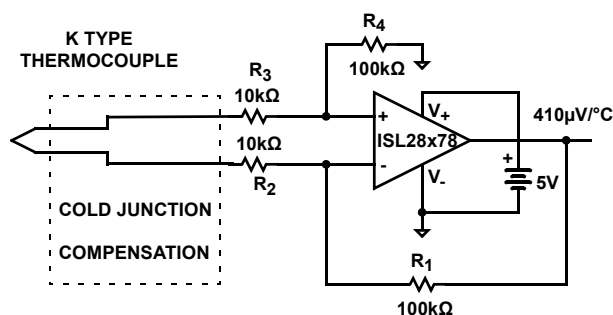 K TYPE
THERMOCOUPLE
R4
100kΩ
R3
10kΩ
10kΩ
R2
+
-
ISL28x78
V+
V-
410µV/°C
+
5V
COLD JUNCTION
COMPENSATION
R1
100kΩ